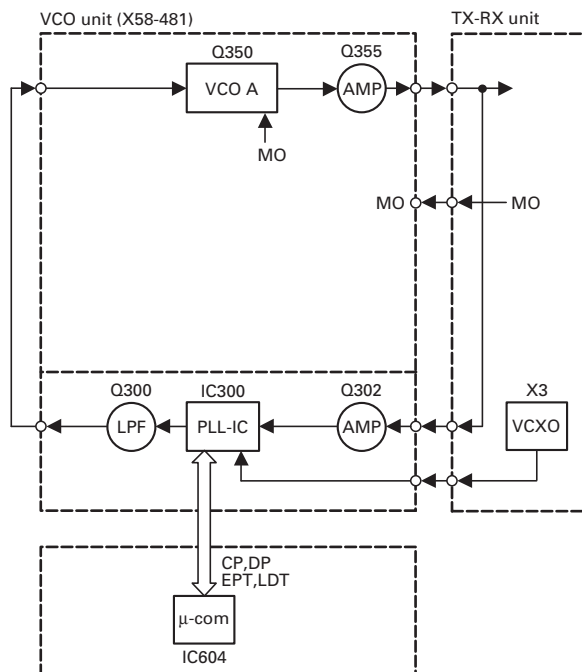 VCO unit (X58-481)
TX-RX unit
Q350
Q355
VCO A
AMP
MO
MO
MO
Q300
IC300
Q302
X3
LPF
PLL-IC
AMP
VCXO
CP,DP
EPT,LDT
µ-com
IC604